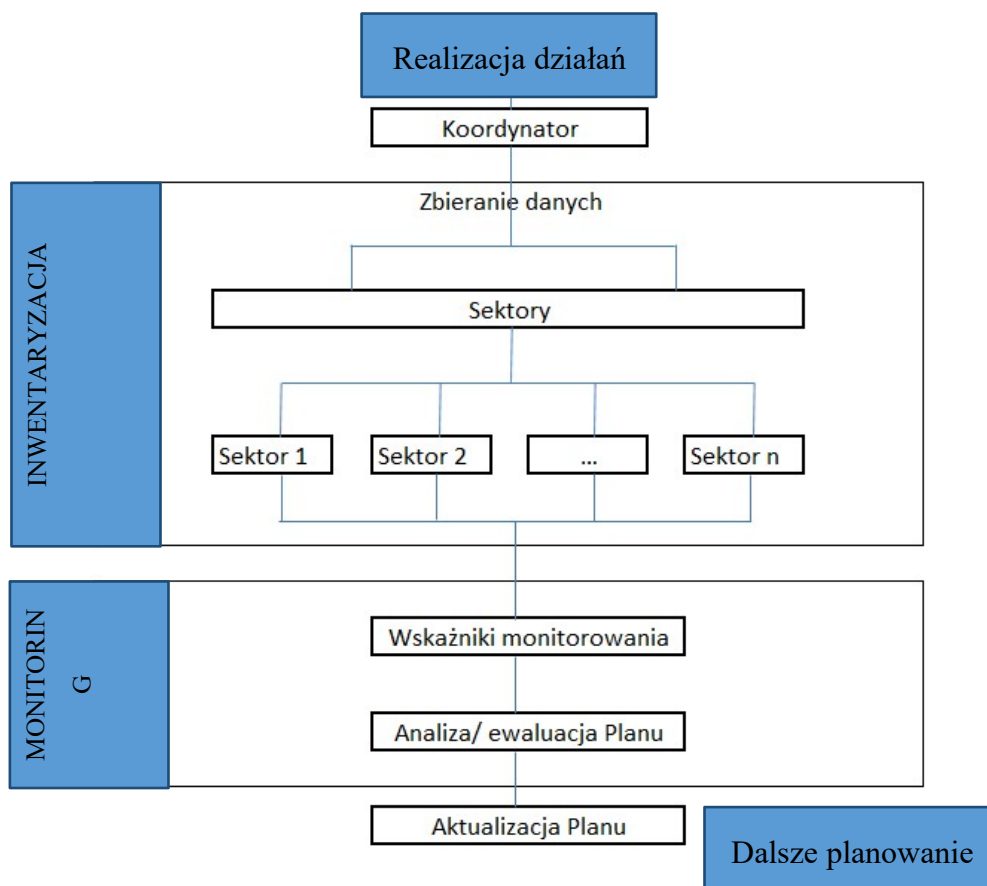 Realizacja działań
Koordynator
Zbieranie danych
INWENTARYZACJA
Sektory
Sektor 1
Sektor 2
...
Sektor n
MONITORIN
G
Wskażniki monitorowania
Analiza/ ewaluacja Planu
Aktualizacja Planu
Dalsze planowanie